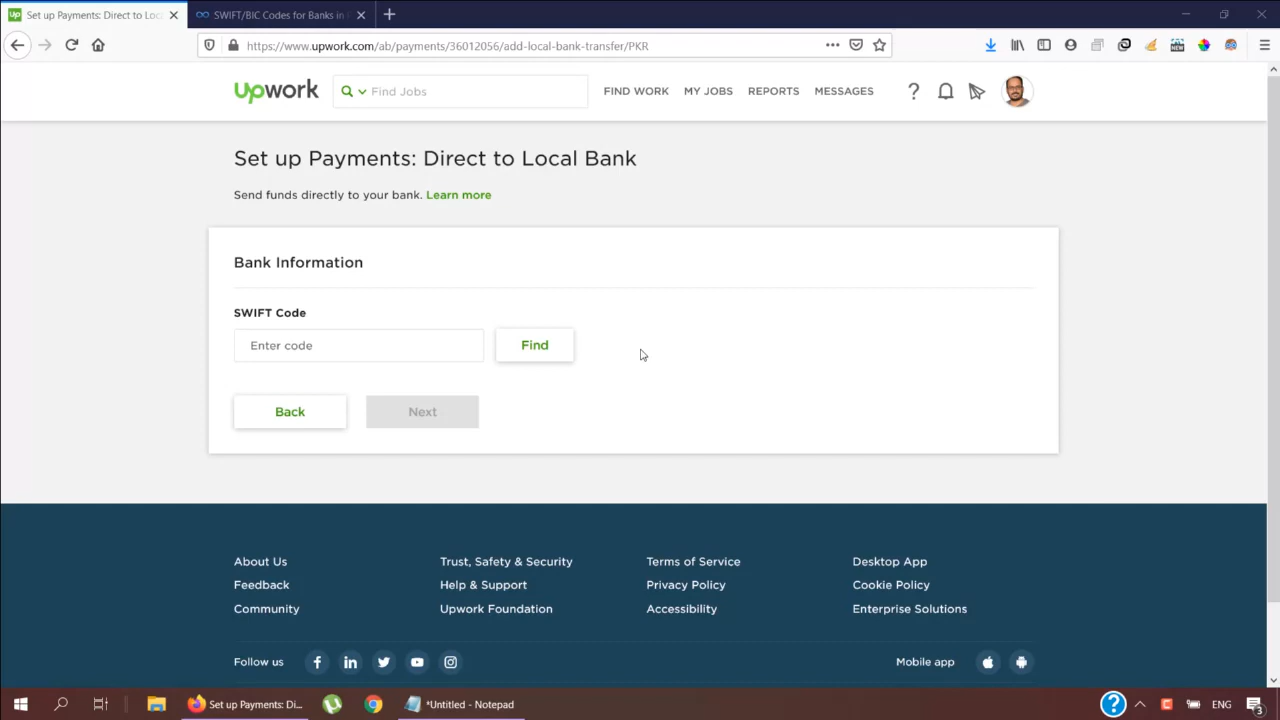 Up Set up Payments: Direct to Loc
SWIFT/BIC Codes for Banks in
https://www.upwork.com/ab/payments/36012056/add-local-bank-transfer/PKR
NEW
upwork
Find Jobs
FIND WORK MY JOBS REPORTS MESSAGES ?
Set up Payments: Direct to Local Bank
Send funds directly to your bank. Learn more
Bank Information
SWIFT Code
Enter code
Find
Back
Next
About Us
Trust, Safety & Security
Terms of Service
Desktop App
Feedback
Help & Support
Privacy Policy
Cookie Policy
Community
Upwork Foundation
Accessibility
Enterprise Solutions
Follow us
Mobile app
Set up Payments: Di...
*Untitled - Notepad
?
ENG
3